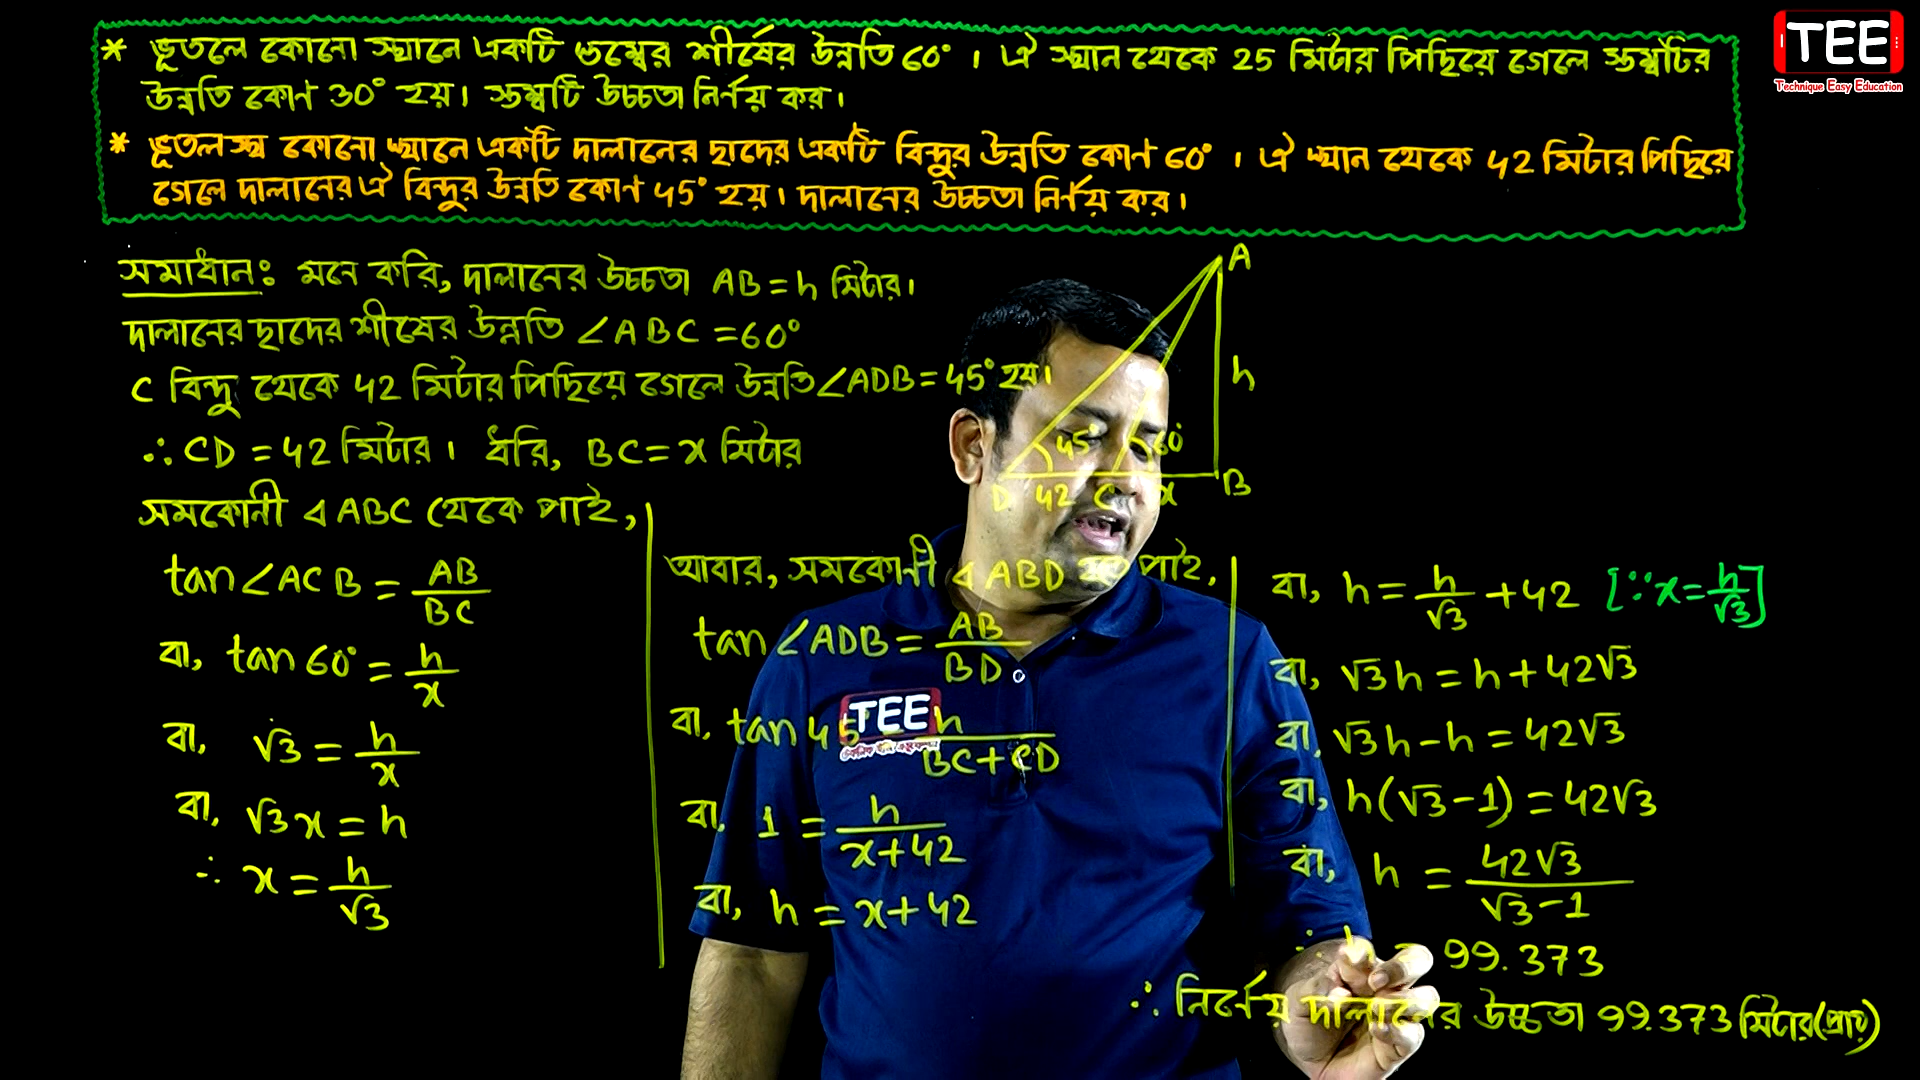 * ভূতলে কোনো স্থানে একটি স্তম্বের শীর্ষের উন্নতি 60° । ঐ স্থান থেকে 25 মিটার পিছিয়ে গেলে স্তম্বটির
উন্নতি কোণ 30° হয়। স্তম্বটি উচ্চতা নির্ণয় কর।
* ভূতলস্থ কোনো স্থানে একটি দালানের ছাদের একটি বিন্দুর উন্নতি কোণ 60° । ঐ স্থান থেকে 42 মিটার পিছিয়ে
গেলে দালানের ঐ বিন্দুর উন্নতি কোণ 45° হয়। দালানের উচ্চতা নির্ণয় কর।
TEE
Technique Easy Education
সমাধান: মনে করি, দালানের উচ্চতা AB = h মিটার।
দালানের ছাদের শীষের উন্নতি ∠ABC = 60°
C বিন্দু থেকে 42 মিটার পিছিয়ে গেলে উন্নতি ∠ADB = 45° হয়।
∴ CD = 42 মিটার। ধরি, BC = x মিটার
A
h
45°
60°
D 42 C x B
সমকোনী ⊿ ABC থেকে পাই,
tan∠ACB = AB/BC
বা, tan 60° = h/x
বা, √3 = h/x
বা, √3x = h
∴ x = h/√3
আবার, সমকোণী ⊿ ABD পাই,
tan∠ADB = AB/BD
বা, tan 45 h/BC+CD
TEE
বা, 1 = h/x+42
বা, h = x+42
বা, h = h/√3 + 42 [∵ x = h/√3]
বা, √3h = h + 42√3
বা, √3h - h = 42√3
বা, h(√3-1) = 42√3
বা, h = 42√3/√3-1
∴ h = 99.373
∴ নির্ণেয় দালানের উচ্চতা 99.373 মিটার(প্রায়)